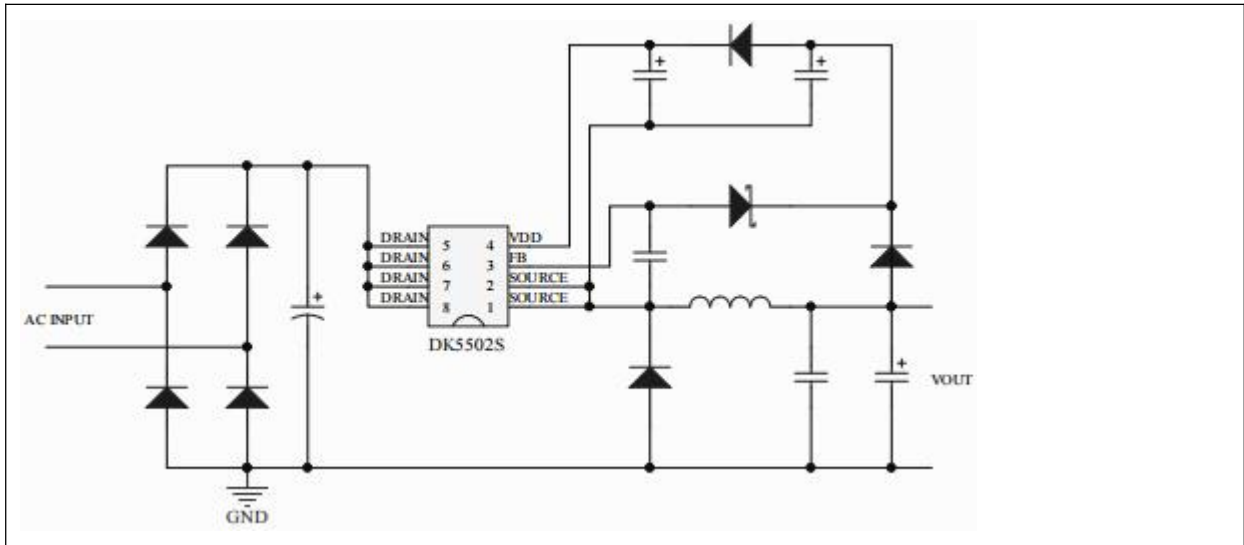 +
+
DRAIN 5 4 VDD
DRAIN 6 3 FB
DRAIN 7 2 SOURCE
DRAIN 8 1 SOURCE
+
AC INPUT
DK5502S
+
VOUT
GND